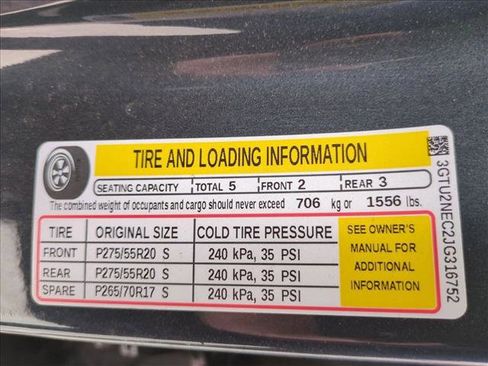 TIRE AND LOADING INFORMATION
SEATING CAPACITY TOTAL 5 FRONT 2 REAR 3
The combined weight of occupants and cargo should never exceed 706 kg or 1556 lbs.
TIRE ORIGINAL SIZE COLD TIRE PRESSURE
FRONT P275/55R20 S 240 kPa, 35 PSI
REAR P275/55R20 S 240 kPa, 35 PSI
SPARE P265/70R17 S 240 kPa, 35 PSI
SEE OWNER'S
MANUAL FOR
ADDITIONAL
INFORMATION
3GTU2NEC2JG316752